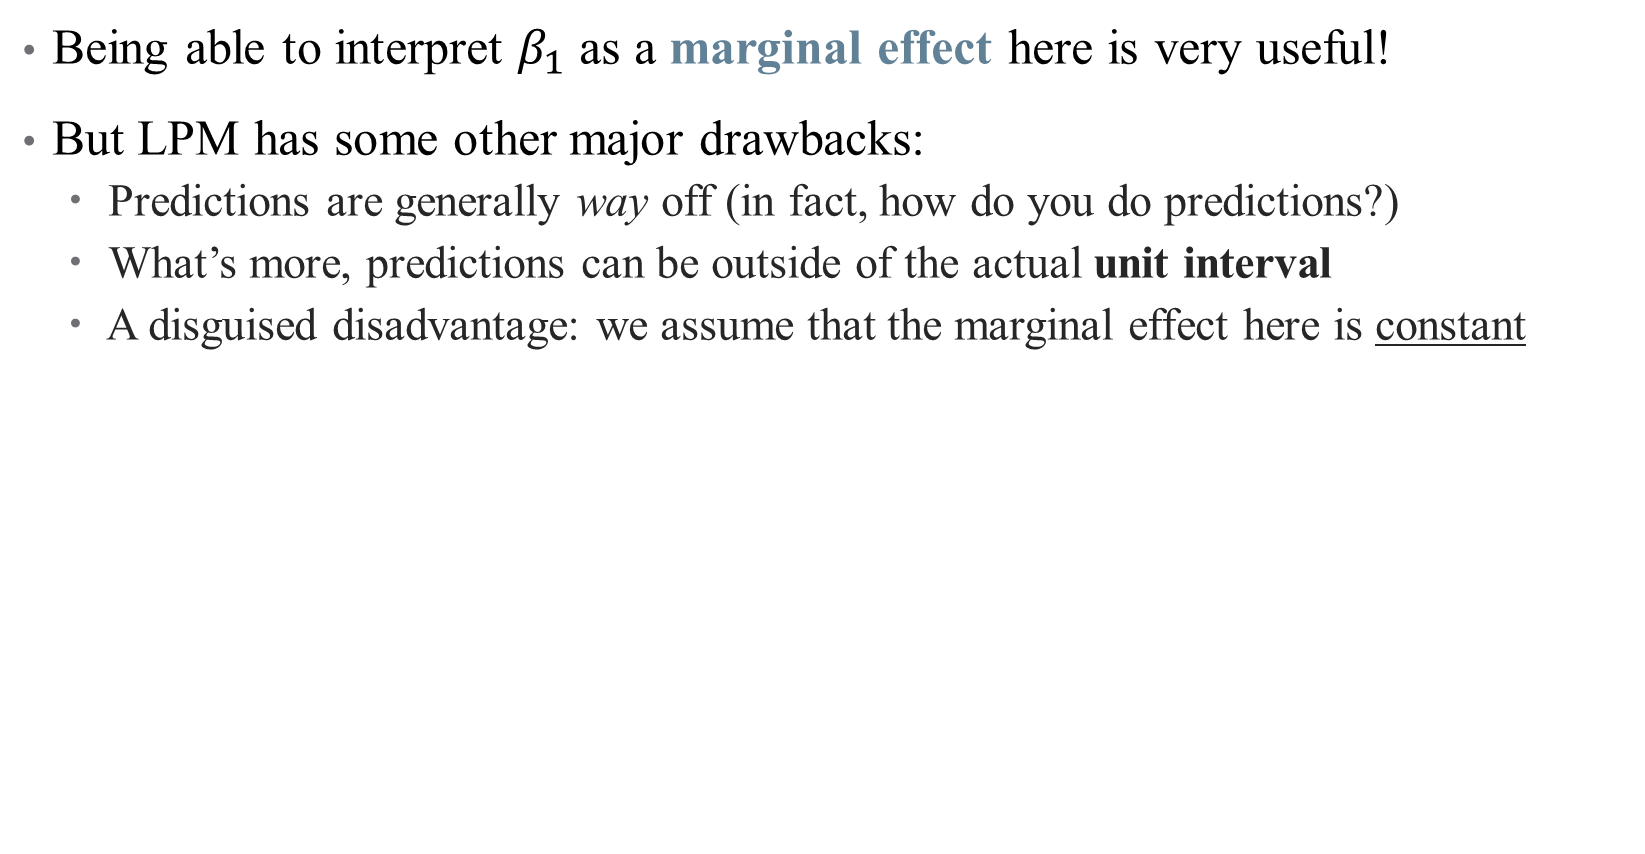 • Being able to interpret β₁ as a marginal effect here is very useful!
• But LPM has some other major drawbacks:
• Predictions are generally way off (in fact, how do you do predictions?)
• What’s more, predictions can be outside of the actual unit interval
• A disguised disadvantage: we assume that the marginal effect here is constant